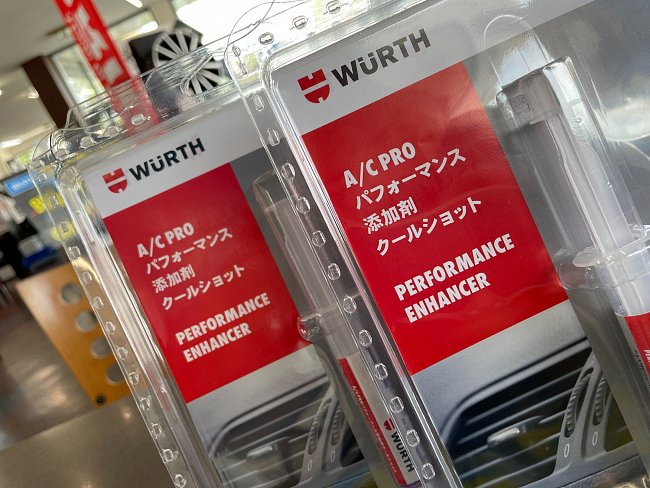 WÜRTH
A/C PRO
パフォーマンス
添加剤
クールショット
PERFORMANCE
ENHANCER
WÜRTH
WÜRTH
A/C PRO
パフォーマンス
添加剤
クールショット
PERFORMANCE
ENHANCER